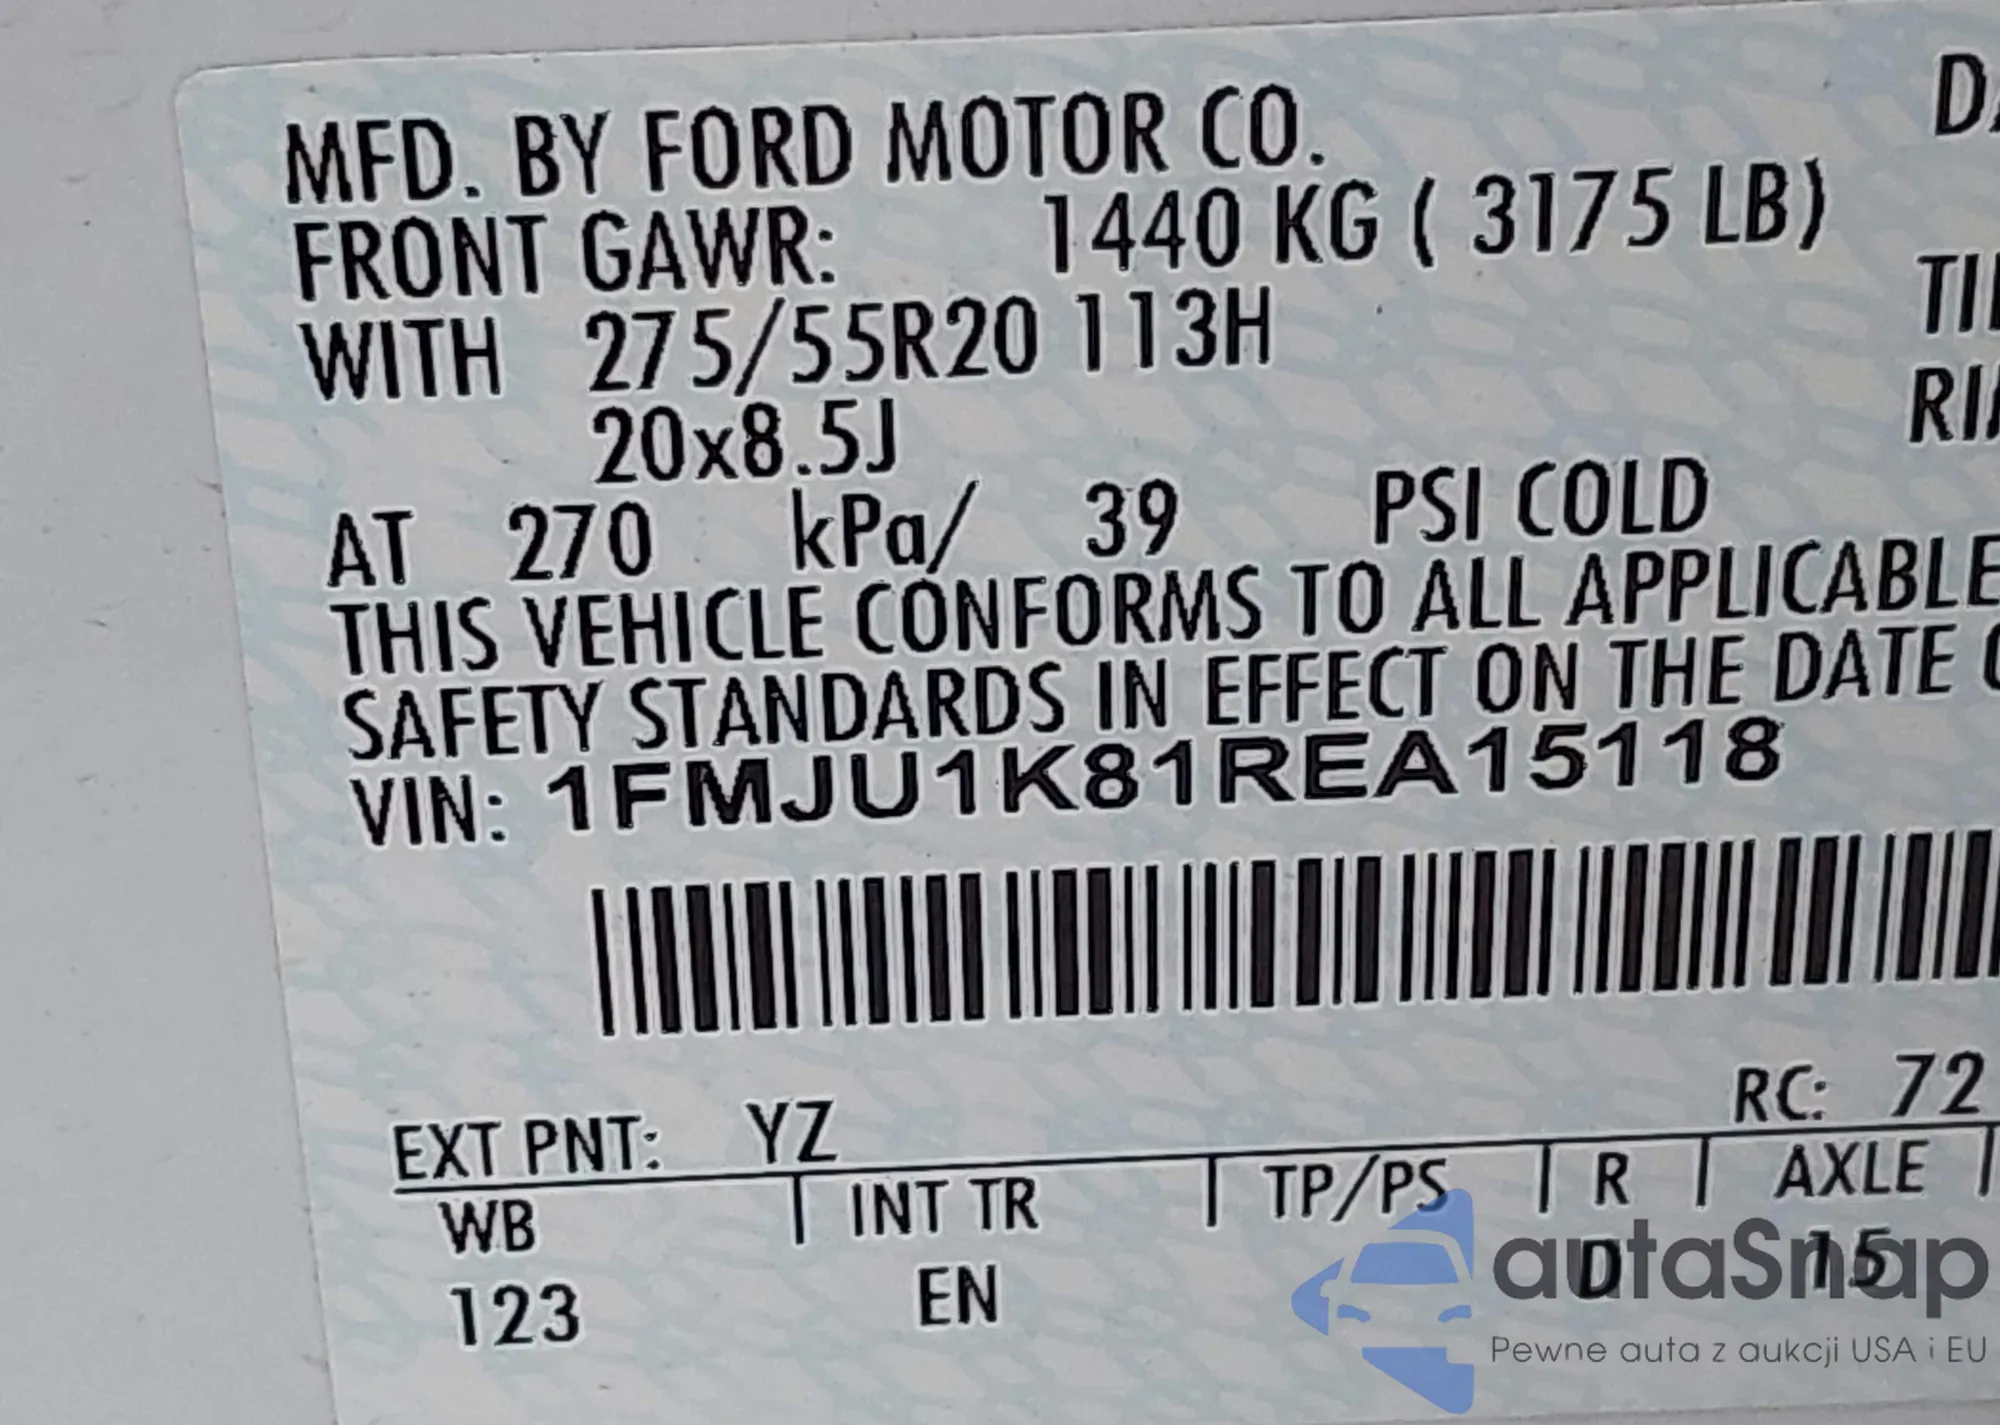 MFD. BY FORD MOTOR CO.
FRONT GAWR: 1440 KG ( 3175 LB)
WITH 275/55R20 113H
20x8.5J
AT 270 kPa/ 39 PSI COLD
THIS VEHICLE CONFORMS TO ALL APPLICABLE
SAFETY STANDARDS IN EFFECT ON THE DATE
VIN: 1FMJU1K81REA15118
EXT PNT: YZ RC: 72
WB INT TR TP/PS R AXLE
123 EN D 15
autaSnap
Pewne auta z aukcji USA i EU